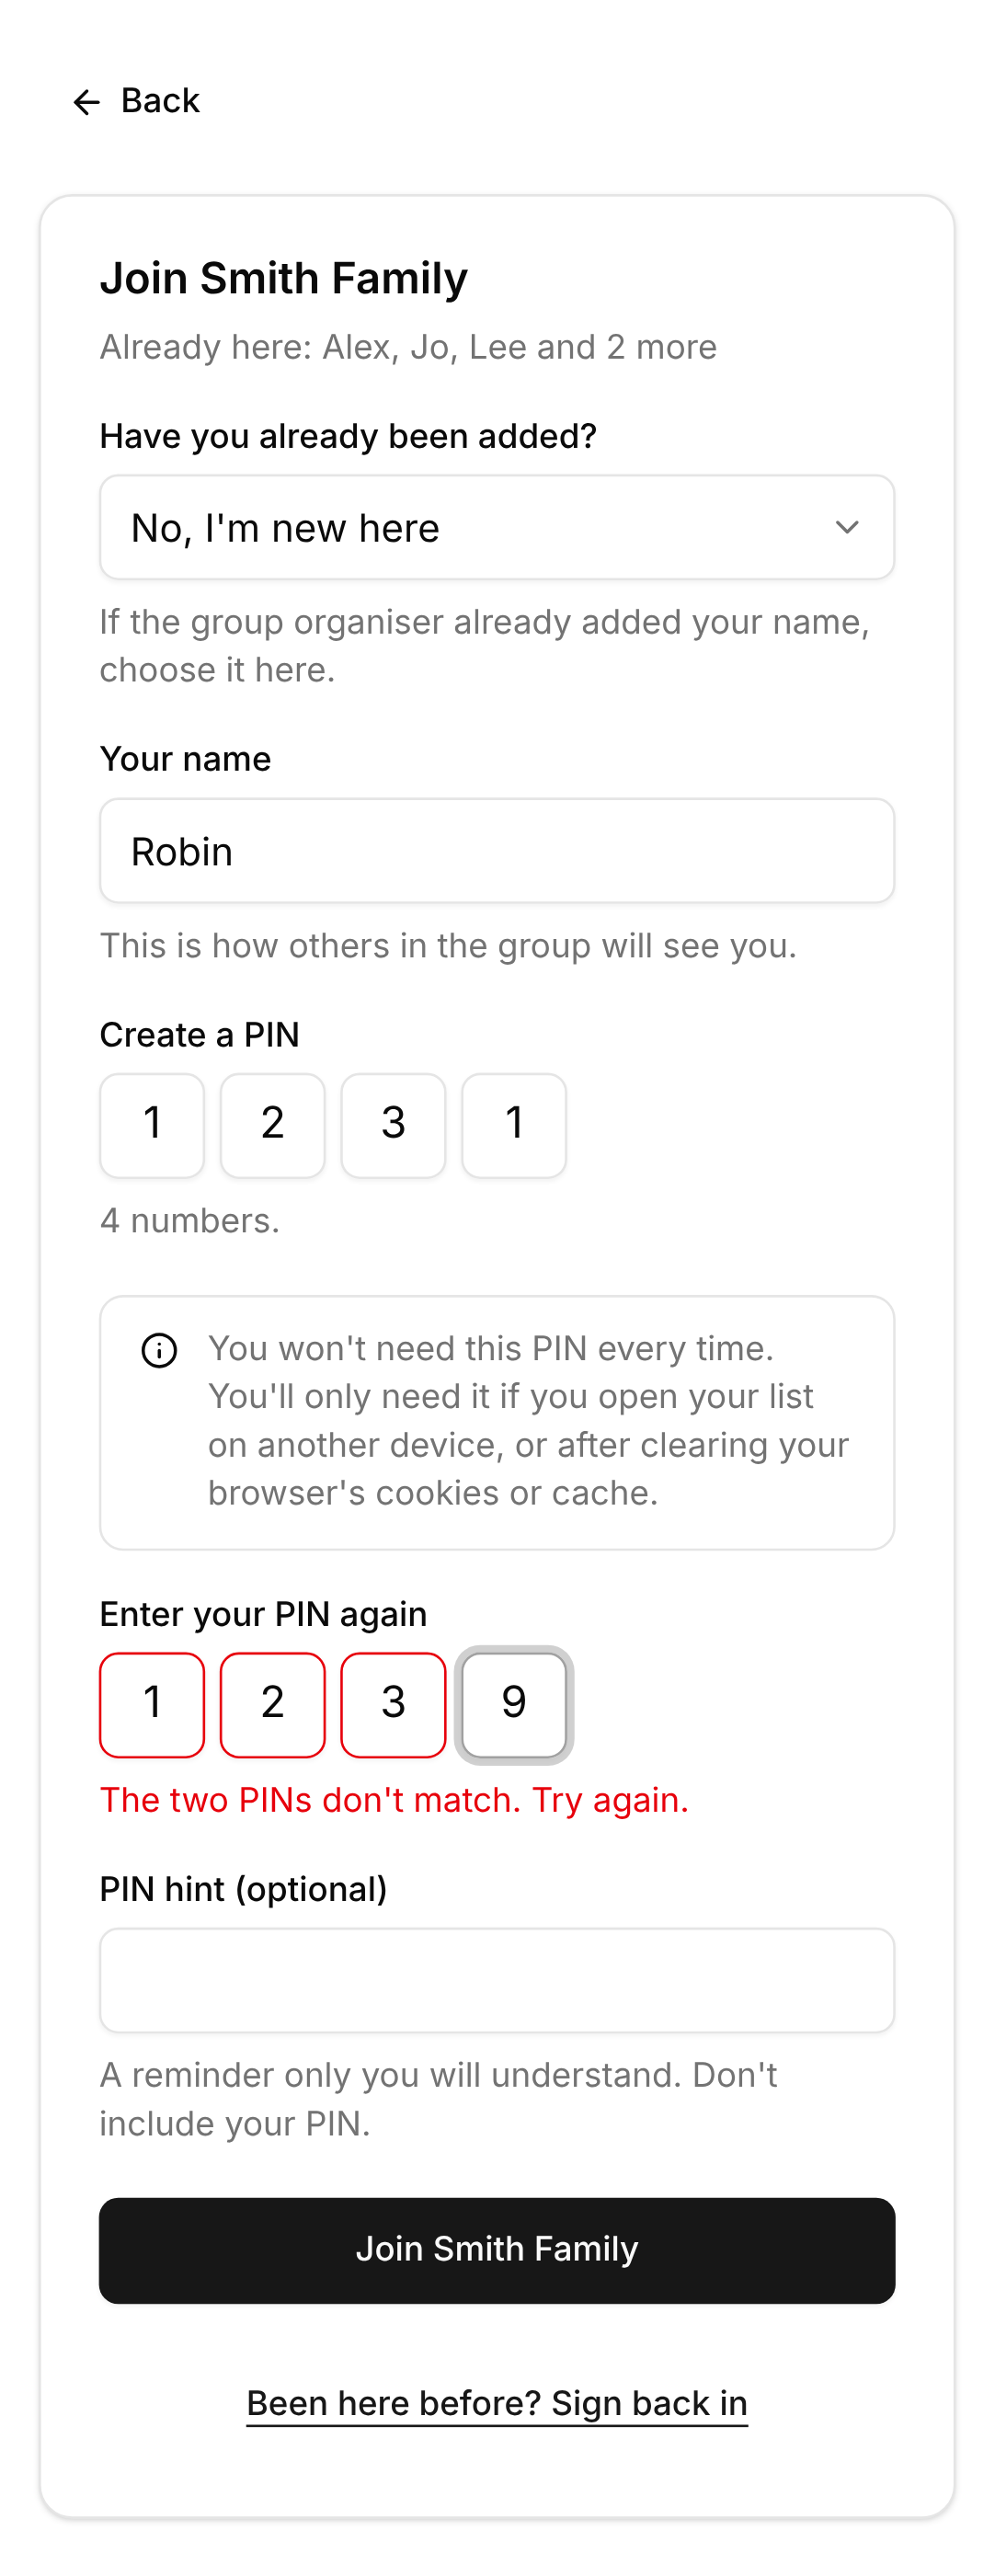 Back
Join Smith Family
Already here: Alex, Jo, Lee and 2 more
Have you already been added?
No, I'm new here
If the group organiser already added your name,
choose it here.
Your name
Robin
This is how others in the group will see you.
Create a PIN
1 2 3 1
4 numbers.
You won't need this PIN every time.
You'll only need it if you open your list
on another device, or after clearing your
browser's cookies or cache.
Enter your PIN again
1 2 3 9
The two PINs don't match. Try again.
PIN hint (optional)
A reminder only you will understand. Don't
include your PIN.
Join Smith Family
Been here before? Sign back in